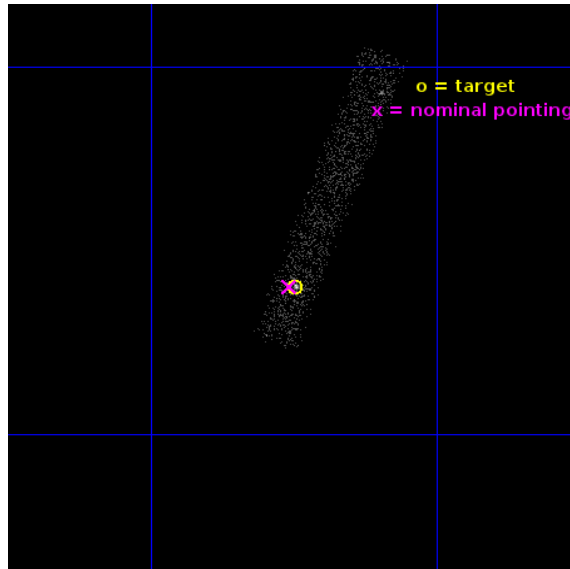 o = target
x = nominal pointing